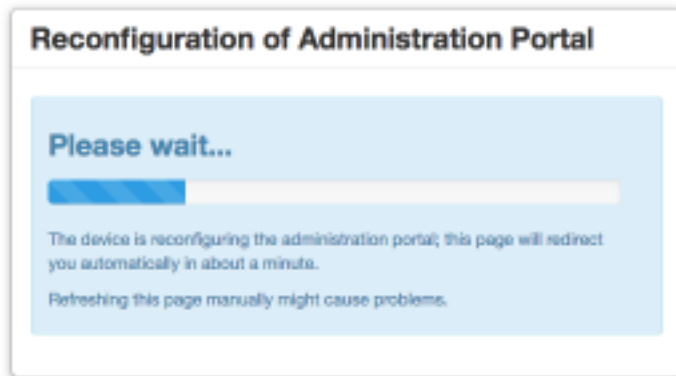 Reconfiguration of Administration Portal
Please wait...
The device is reconfiguring the administration portal; this page will redirect
you automatically in about a minute.
Refreshing this page manually might cause problems.